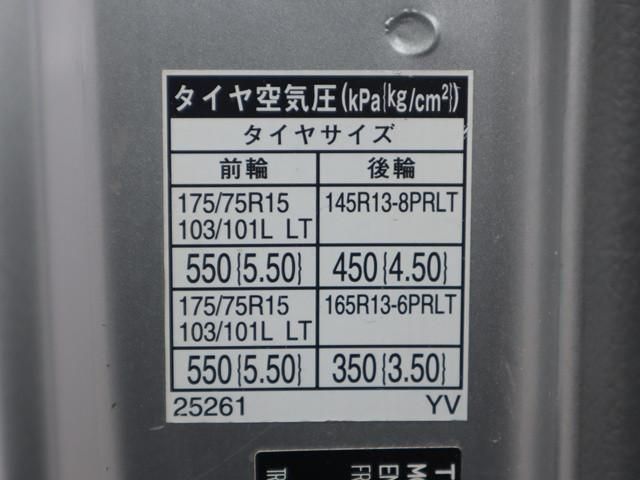 タイヤ空気圧(kPa{kg/cm²})
タイヤサイズ
前輪 後輪
175/75R15 145R13-8PRLT
103/101L LT
550{5.50} 450{4.50}
175/75R15 165R13-6PRLT
103/101L LT
550{5.50} 350{3.50}
25261 YV